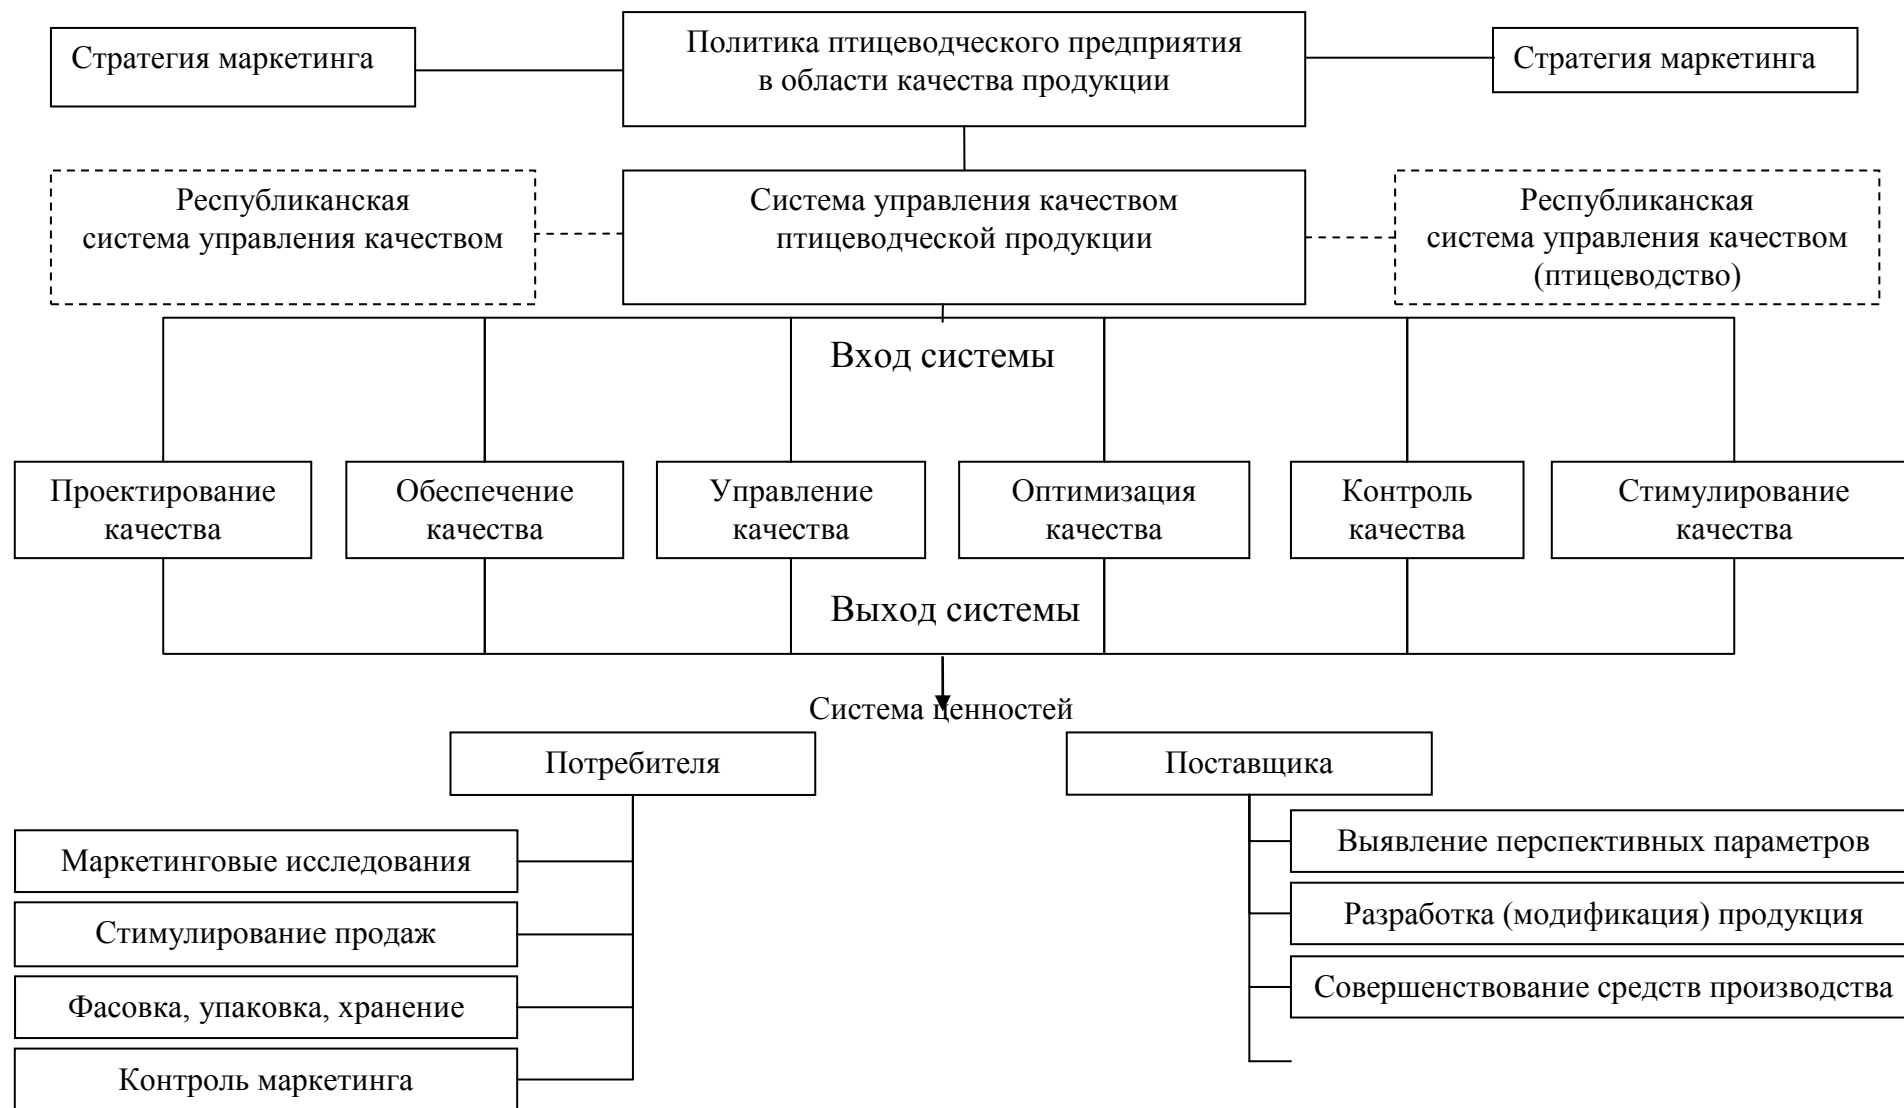 Стратегия маркетинга
Политика птицеводческого предприятия
в области качества продукции
Стратегия маркетинга
Республиканская
система управления качеством
Система управления качеством
птицеводческой продукции
Республиканская
система управления качеством
(птицеводство)
Вход системы
Проектирование
качества
Обеспечение
качества
Управление
качества
Оптимизация
качества
Контроль
качества
Стимулирование
качества
Выход системы
Система ценностей
Потребителя
Поставщика
Маркетинговые исследования
Стимулирование продаж
Фасовка, упаковка, хранение
Контроль маркетинга
Выявление перспективных параметров
Разработка (модификация) продукция
Совершенствование средств производства